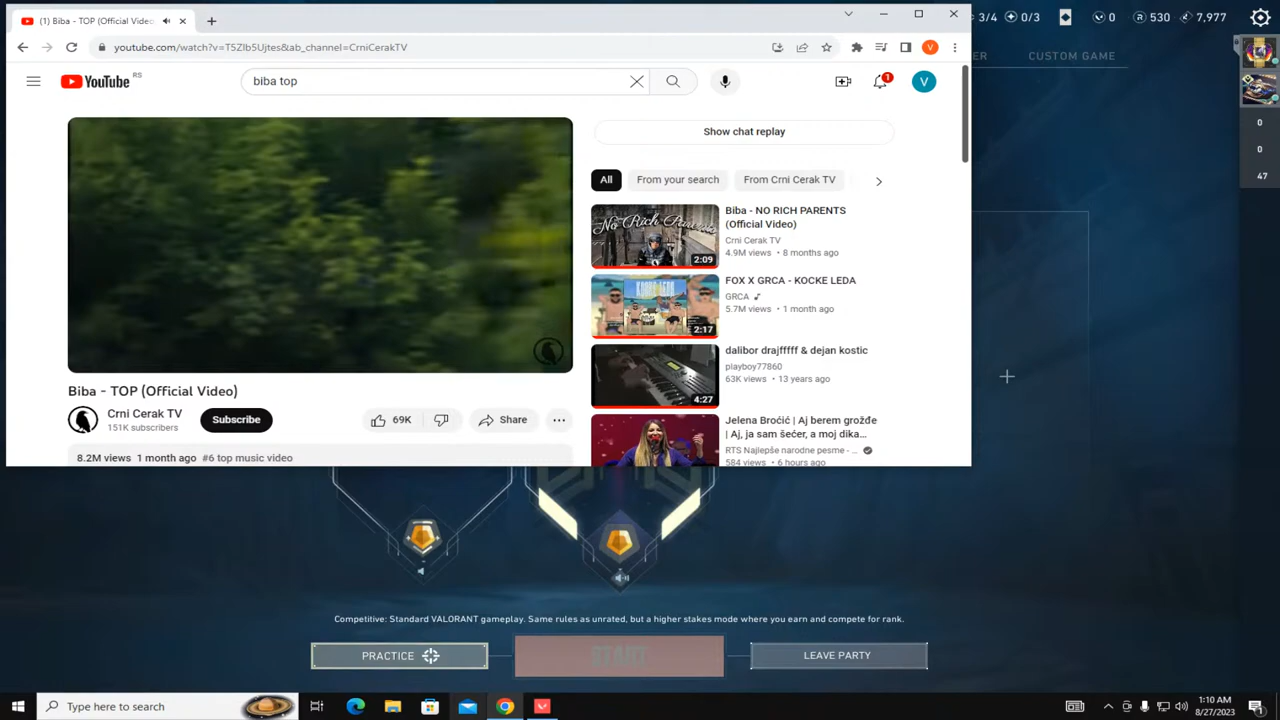 (1) Biba - TOP (Official Video)
3/4 0/3 0 530 7,977
youtube.com/watch?v=T5ZIb5Ujtes&ab_channel=CrniCerakTV
V
CUSTOM GAME
YouTube RS
biba top
1
V
Show chat replay
All From your search From Crni Cerak TV
No Rich Parents
2:09
Biba - NO RICH PARENTS
(Official Video)
Crni Cerak TV
4.9M views • 8 months ago
KOCKE LEDA
2:17
FOX X GRCA - KOCKE LEDA
GRCA
5.7M views • 1 month ago
4:27
dalibor drajfffff & dejan kostic
playboy77860
63K views • 13 years ago
Jelena Broćić | Aj berem grožđe
| Aj, ja sam šećer, a moj dika...
RTS Najlepše narodne pesme - ...
584 views • 6 hours ago
0
0
47
Biba - TOP (Official Video)
Crni Cerak TV
151K subscribers
Subscribe
69K
Share
8.2M views 1 month ago #6 top music video
Competitive: Standard VALORANT gameplay. Same rules as unrated, but a higher stakes mode where you earn and compete for rank.
PRACTICE
START
LEAVE PARTY
Type here to search
1:10 AM
8/27/2023
1